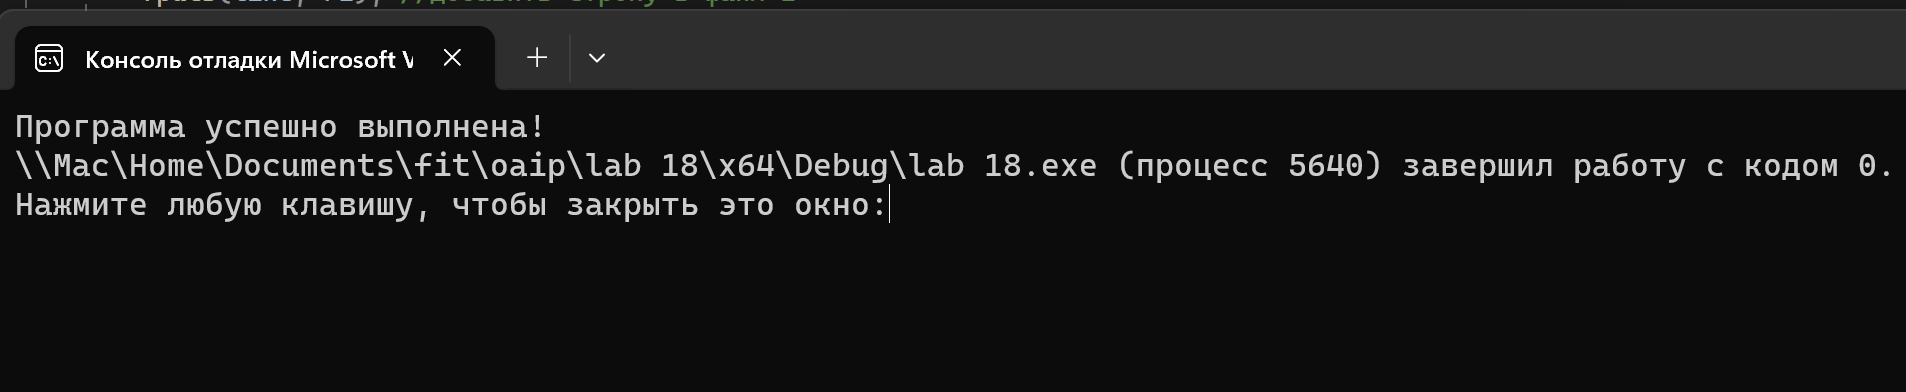 Консоль отладки Microsoft V
Программа успешно выполнена!
\\Mac\Home\Documents\fit\oaip\lab 18\x64\Debug\lab 18.exe (процесс 5640) завершил работу с кодом 0.
Нажмите любую клавишу, чтобы закрыть это окно: